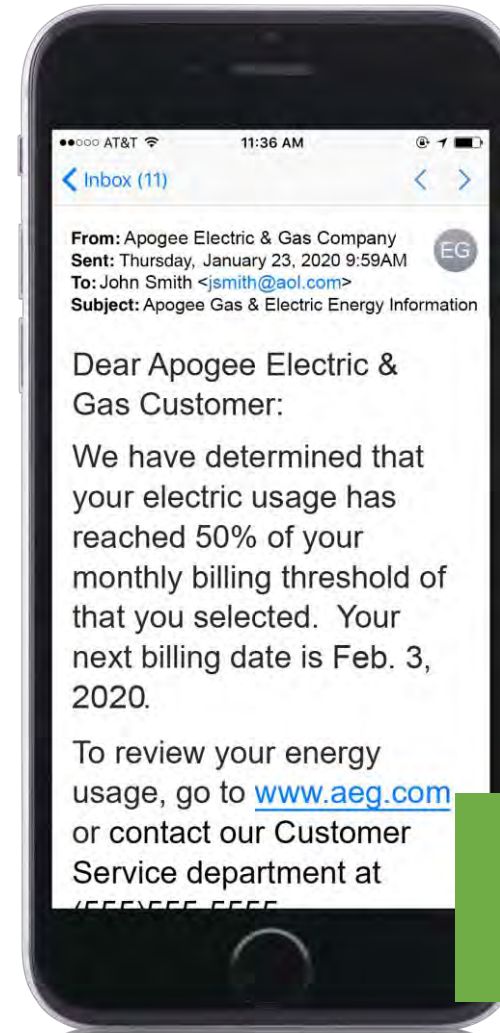 AT&T 11:36 AM
Inbox (11)
From: Apogee Electric & Gas Company
EG
Sent: Thursday, January 23, 2020 9:59AM
To: John Smith <jsmith@aol.com>
Subject: Apogee Gas & Electric Energy Information
Dear Apogee Electric &
Gas Customer:
We have determined that
your electric usage has
reached 50% of your
monthly billing threshold of
that you selected.  Your
next billing date is Feb. 3,
2020.
To review your energy
usage, go to www.aeg.com
or contact our Customer
Service department at
(555)555-5555